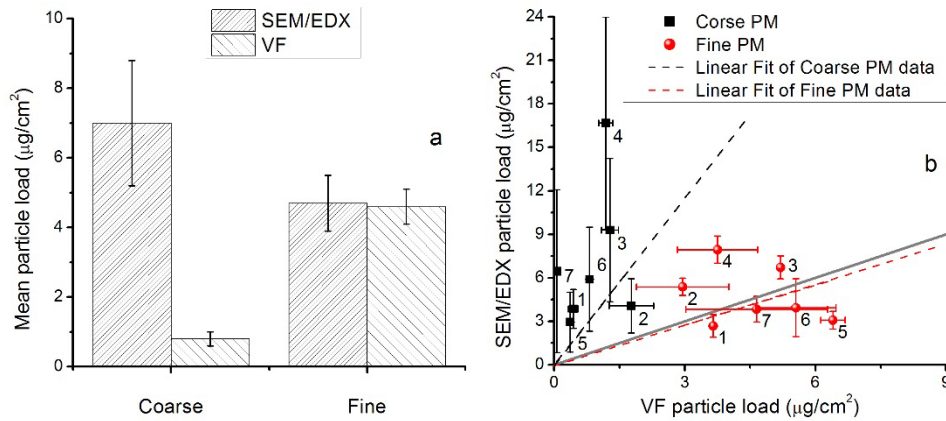 10
8
6
4
2
0
Mean particle load (μg/cm²)
SEM/EDX
VF
a
Coarse
Fine
24
21
18
15
12
9
6
3
0
SEM/EDX particle load (μg/cm²)
Corse PM
Fine PM
Linear Fit of Coarse PM data
Linear Fit of Fine PM data
b
4
3
7
6
1
2
5
4
3
2
1
7
6
5
0
3
6
9
VF particle load (μg/cm²)